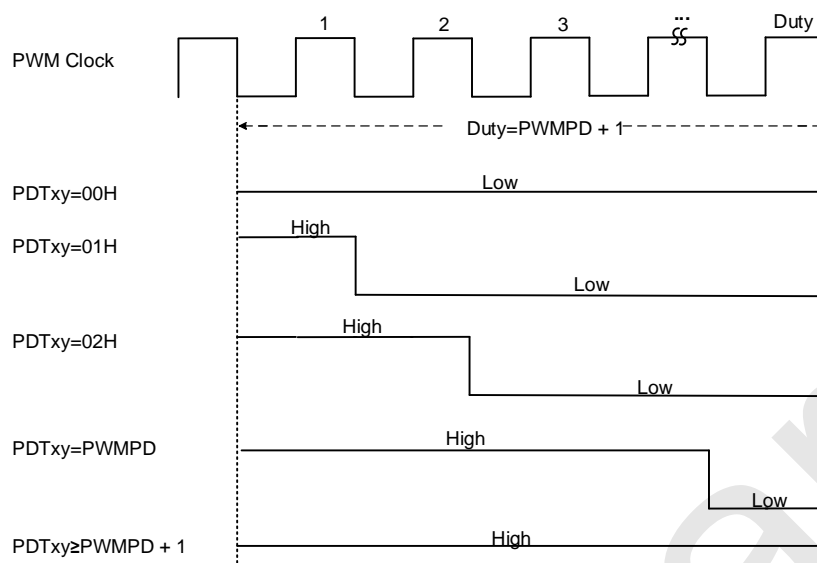 1 2 3 ... Duty
PWM Clock
Duty=PWMPD + 1
PDTxy=00H Low
PDTxy=01H High
Low
PDTxy=02H High
Low
PDTxy=PWMPD High
Low
PDTxy≥PWMPD + 1 High